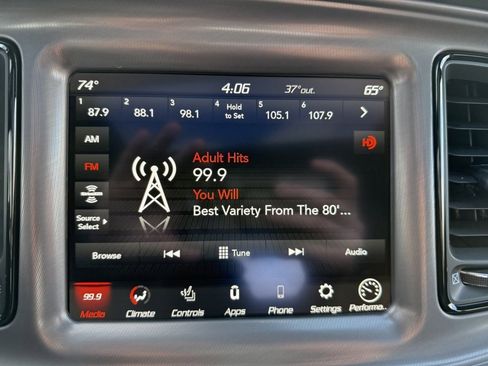 74° 4:06 37°out. 65°
1 87.9 2 88.1 3 98.1 4 Hold to Set 5 105.1 6 107.9
AM
HD
FM
Adult Hits
99.9
You Will
Best Variety From The 80'...
Source
Select
Browse Tune Audio
99.9
Media Climate Controls Apps Phone Settings Performa..